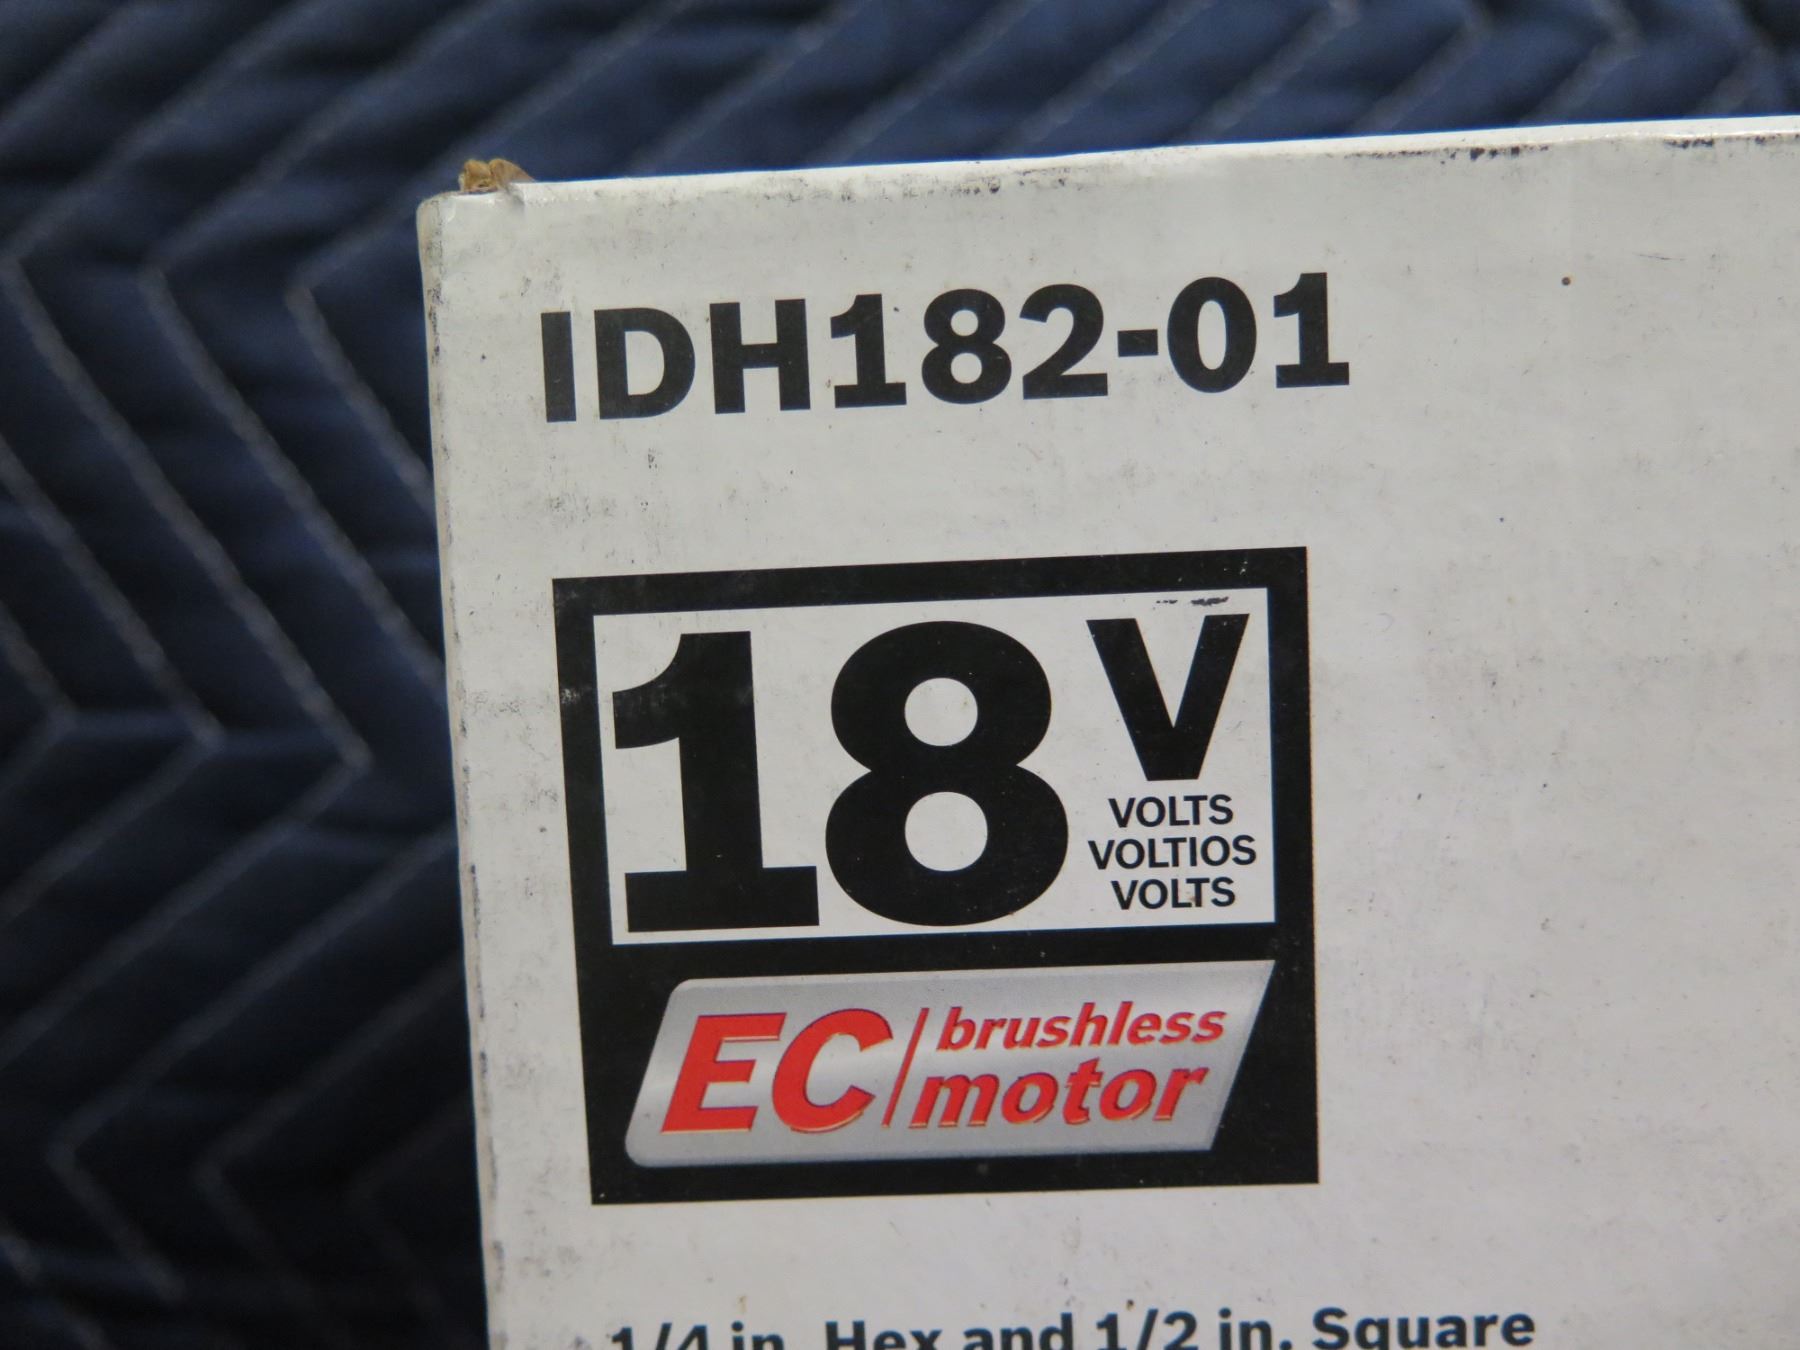 IDH182-01
18V
VOLTS
VOLTIOS
VOLTS
EC brushless
motor
1/4 in. Hex and 1/2 in. Square